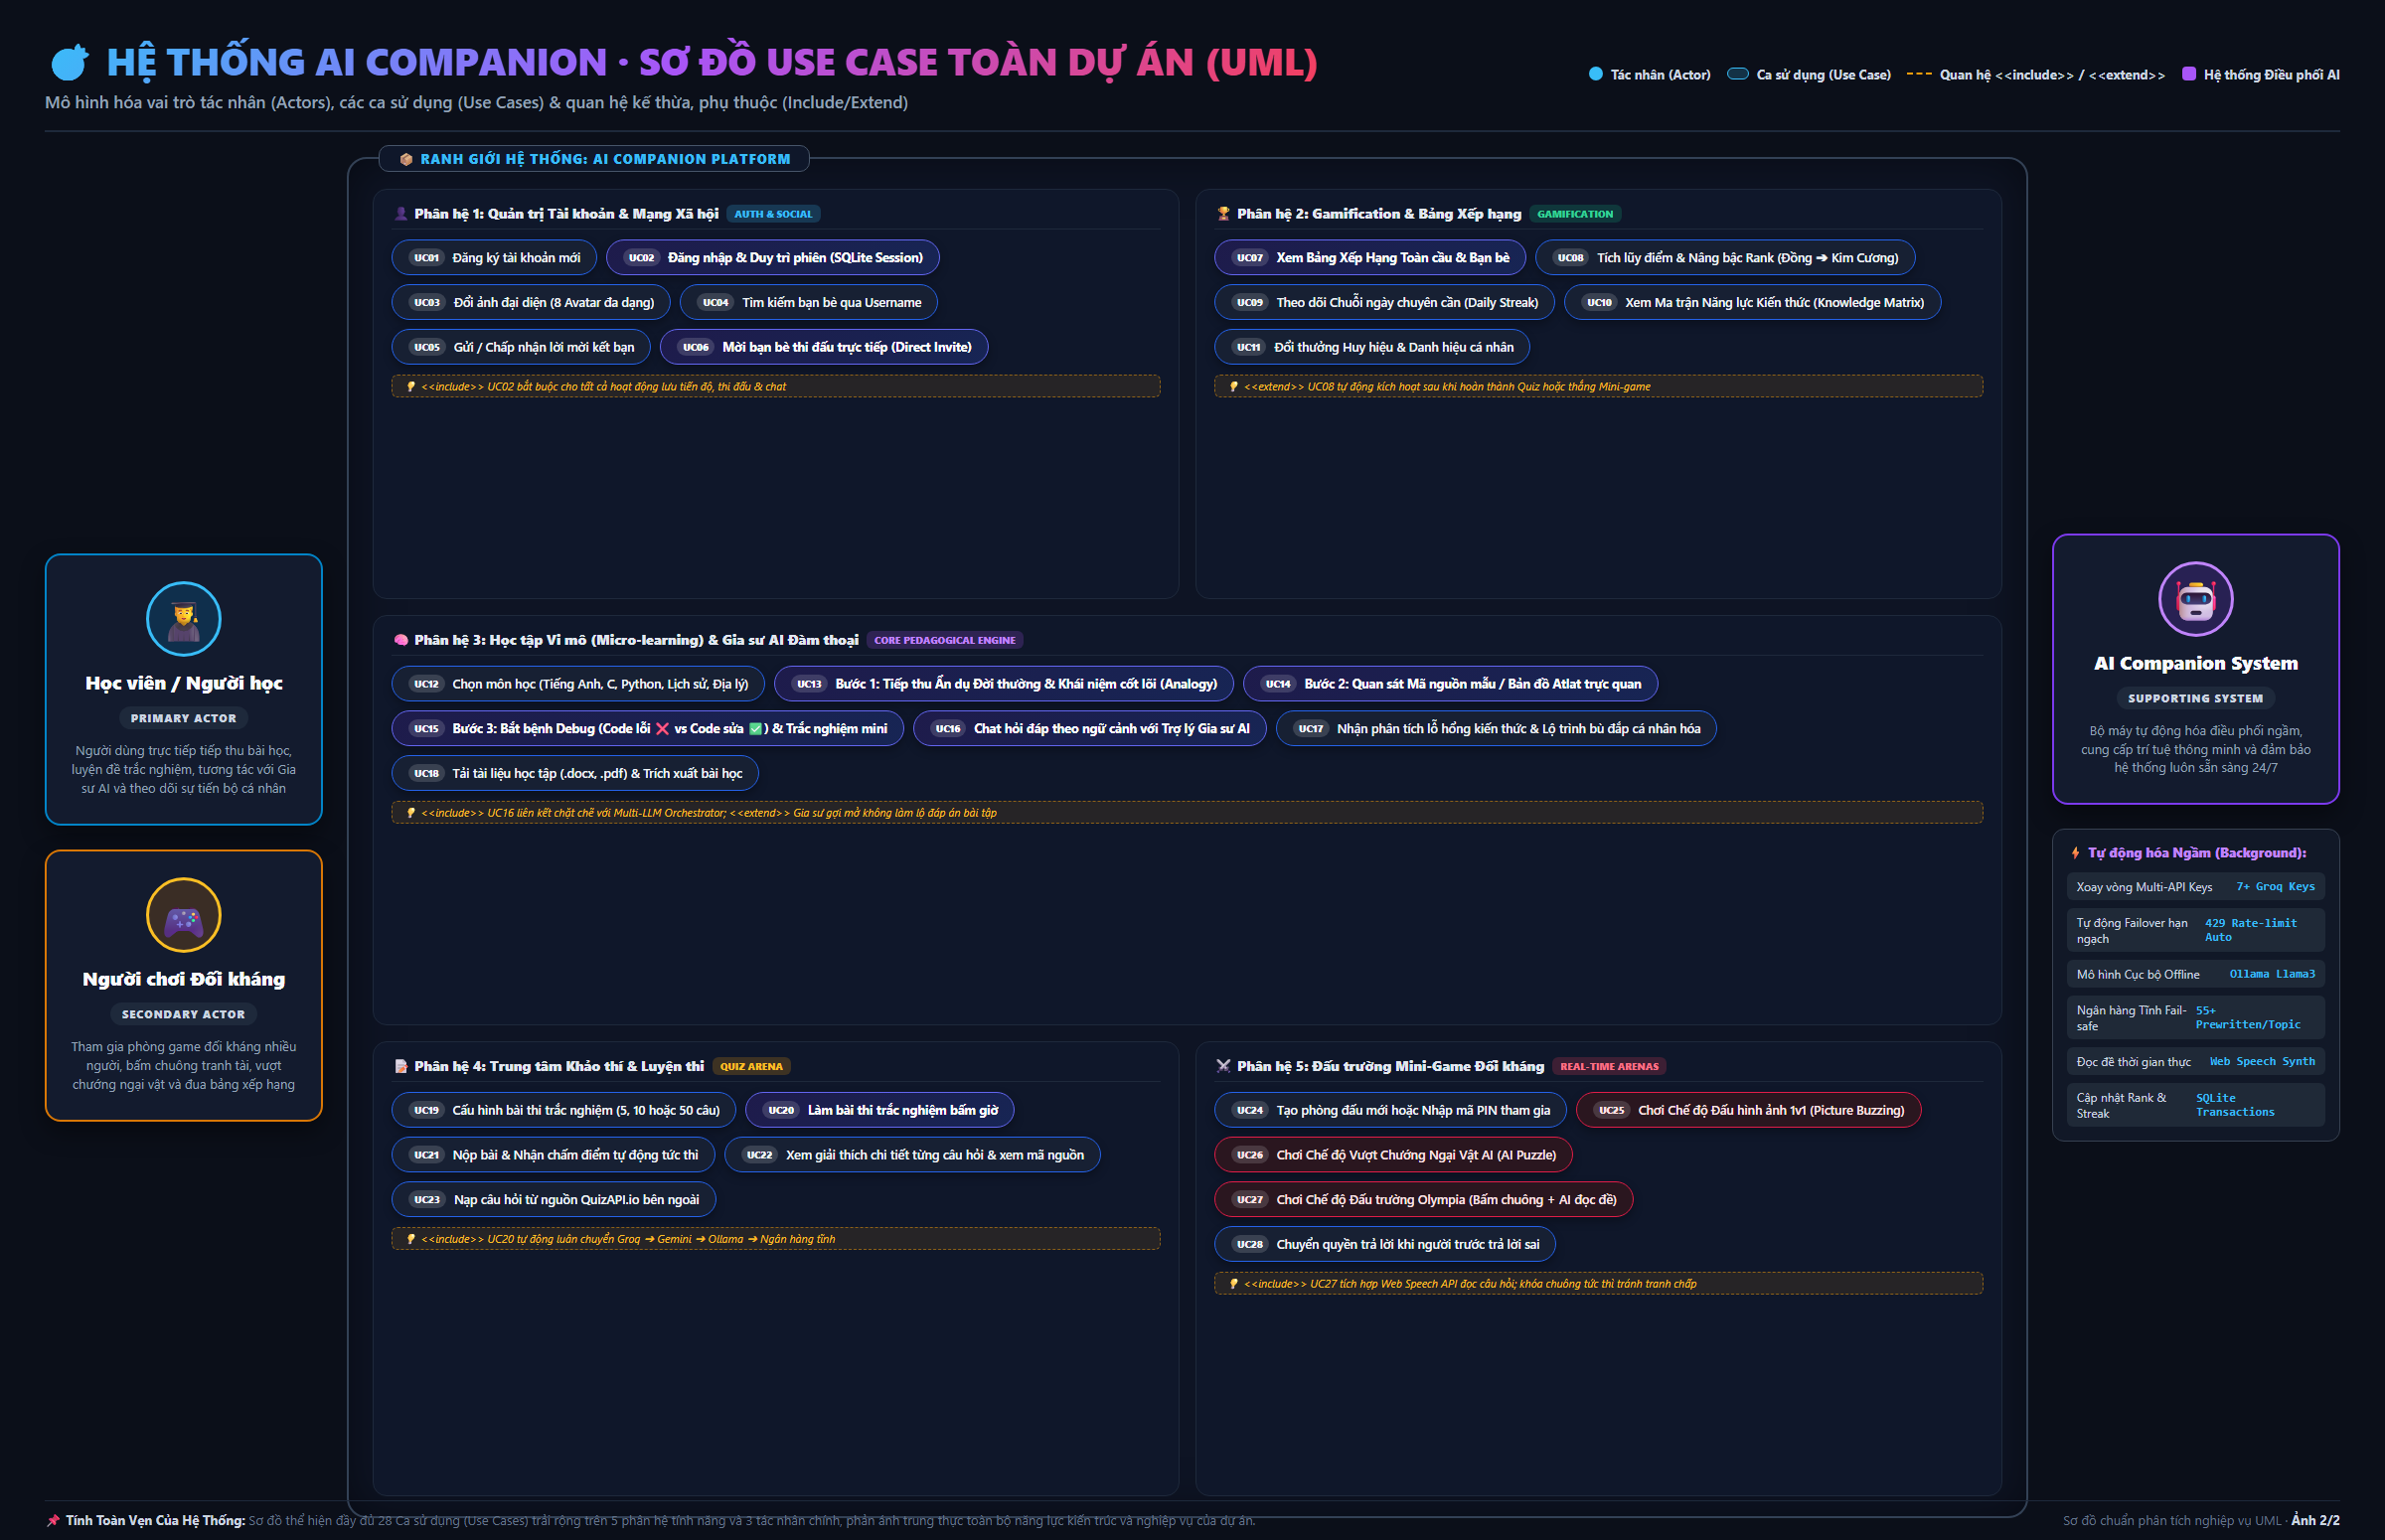 HỆ THỐNG AI COMPANION · SƠ ĐỒ USE CASE TOÀN DỰ ÁN (UML)
Mô hình hóa vai trò tác nhân (Actors), các ca sử dụng (Use Cases) & quan hệ kế thừa, phụ thuộc (Include/Extend)
Tác nhân (Actor)
Ca sử dụng (Use Case)
Quan hệ <<include>> / <<extend>>
Hệ thống Điều phối AI
RANH GIỚI HỆ THỐNG: AI COMPANION PLATFORM
Học viên / Người học
PRIMARY ACTOR
Người dùng trực tiếp tiếp thu bài học,
luyện đề trắc nghiệm, tương tác với Gia
sư AI và theo dõi sự tiến bộ cá nhân
Người chơi Đối kháng
SECONDARY ACTOR
Tham gia phòng game đối kháng nhiều
người, bấm chuông tranh tài, vượt
chướng ngại vật và đua bảng xếp hạng
Phân hệ 1: Quản trị Tài khoản & Mạng Xã hội AUTH & SOCIAL
UC01 Đăng ký tài khoản mới
UC02 Đăng nhập & Duy trì phiên (SQLite Session)
UC03 Đổi ảnh đại diện (8 Avatar đa dạng)
UC04 Tìm kiếm bạn bè qua Username
UC05 Gửi / Chấp nhận lời mời kết bạn
UC06 Mời bạn bè thi đấu trực tiếp (Direct Invite)
<<include>> UC02 bắt buộc cho tất cả hoạt động lưu tiến độ, thi đấu & chat
Phân hệ 2: Gamification & Bảng Xếp hạng GAMIFICATION
UC07 Xem Bảng Xếp Hạng Toàn cầu & Bạn bè
UC08 Tích lũy điểm & Nâng bậc Rank (Đồng ➔ Kim Cương)
UC09 Theo dõi Chuỗi ngày chuyên cần (Daily Streak)
UC10 Xem Ma trận Năng lực Kiến thức (Knowledge Matrix)
UC11 Đổi thưởng Huy hiệu & Danh hiệu cá nhân
<<extend>> UC08 tự động kích hoạt sau khi hoàn thành Quiz hoặc thắng Mini-game
Phân hệ 3: Học tập Vi mô (Micro-learning) & Gia sư AI Đàm thoại CORE PEDAGOGICAL ENGINE
UC12 Chọn môn học (Tiếng Anh, C, Python, Lịch sử, Địa lý)
UC13 Bước 1: Tiếp thu Ẩn dụ Đời thường & Khái niệm cốt lõi (Analogy)
UC14 Bước 2: Quan sát Mã nguồn mẫu / Bản đồ Atlat trực quan
UC15 Bước 3: Bắt bệnh Debug (Code lỗi ❌ vs Code sửa ✅) & Trắc nghiệm mini
UC16 Chat hỏi đáp theo ngữ cảnh với Trợ lý Gia sư AI
UC17 Nhận phân tích lỗ hổng kiến thức & Lộ trình bù đắp cá nhân hóa
UC18 Tải tài liệu học tập (.docx, .pdf) & Trích xuất bài học
<<include>> UC16 liên kết chặt chẽ với Multi-LLM Orchestrator; <<extend>> Gia sư gợi mở không làm lộ đáp án bài tập
Phân hệ 4: Trung tâm Khảo thí & Luyện thi QUIZ ARENA
UC19 Cấu hình bài thi trắc nghiệm (5, 10 hoặc 50 câu)
UC20 Làm bài thi trắc nghiệm bấm giờ
UC21 Nộp bài & Nhận chấm điểm tự động tức thì
UC22 Xem giải thích chi tiết từng câu hỏi & xem mã nguồn
UC23 Nạp câu hỏi từ nguồn QuizAPI.io bên ngoài
<<include>> UC20 tự động luân chuyển Groq ➔ Gemini ➔ Ollama ➔ Ngân hàng tĩnh
Phân hệ 5: Đấu trường Mini-Game Đối kháng REAL-TIME ARENAS
UC24 Tạo phòng đấu mới hoặc Nhập mã PIN tham gia
UC25 Chơi Chế độ Đấu hình ảnh 1v1 (Picture Buzzing)
UC26 Chơi Chế độ Vượt Chướng Ngại Vật AI (AI Puzzle)
UC27 Chơi Chế độ Đấu trường Olympia (Bấm chuông + AI đọc đề)
UC28 Chuyển quyền trả lời khi người trước trả lời sai
<<include>> UC27 tích hợp Web Speech API đọc câu hỏi; khóa chuông tức thì tránh tranh chấp
AI Companion System
SUPPORTING SYSTEM
Bộ máy tự động hóa điều phối ngầm,
cung cấp trí tuệ thông minh và đảm bảo
hệ thống luôn sẵn sàng 24/7
Tự động hóa Ngầm (Background):
Xoay vòng Multi-API Keys 7+ Groq Keys
Tự động Failover hạn ngạch
429 Rate-limit Auto
Mô hình Cục bộ Offline Ollama Llama3
Ngân hàng Tĩnh Fail-safe
55+ Prewritten/Topic
Đọc đề thời gian thực Web Speech Synth
Cập nhật Rank & Streak
SQLite Transactions
Tính Toàn Vẹn Của Hệ Thống: Sơ đồ thể hiện đầy đủ 28 Ca sử dụng (Use Cases) trải rộng trên 5 phân hệ tính năng và 3 tác nhân chính, phản ánh trung thực toàn bộ năng lực kiến trúc và nghiệp vụ của dự án.
Sơ đồ chuẩn phân tích nghiệp vụ UML · Ảnh 2/2